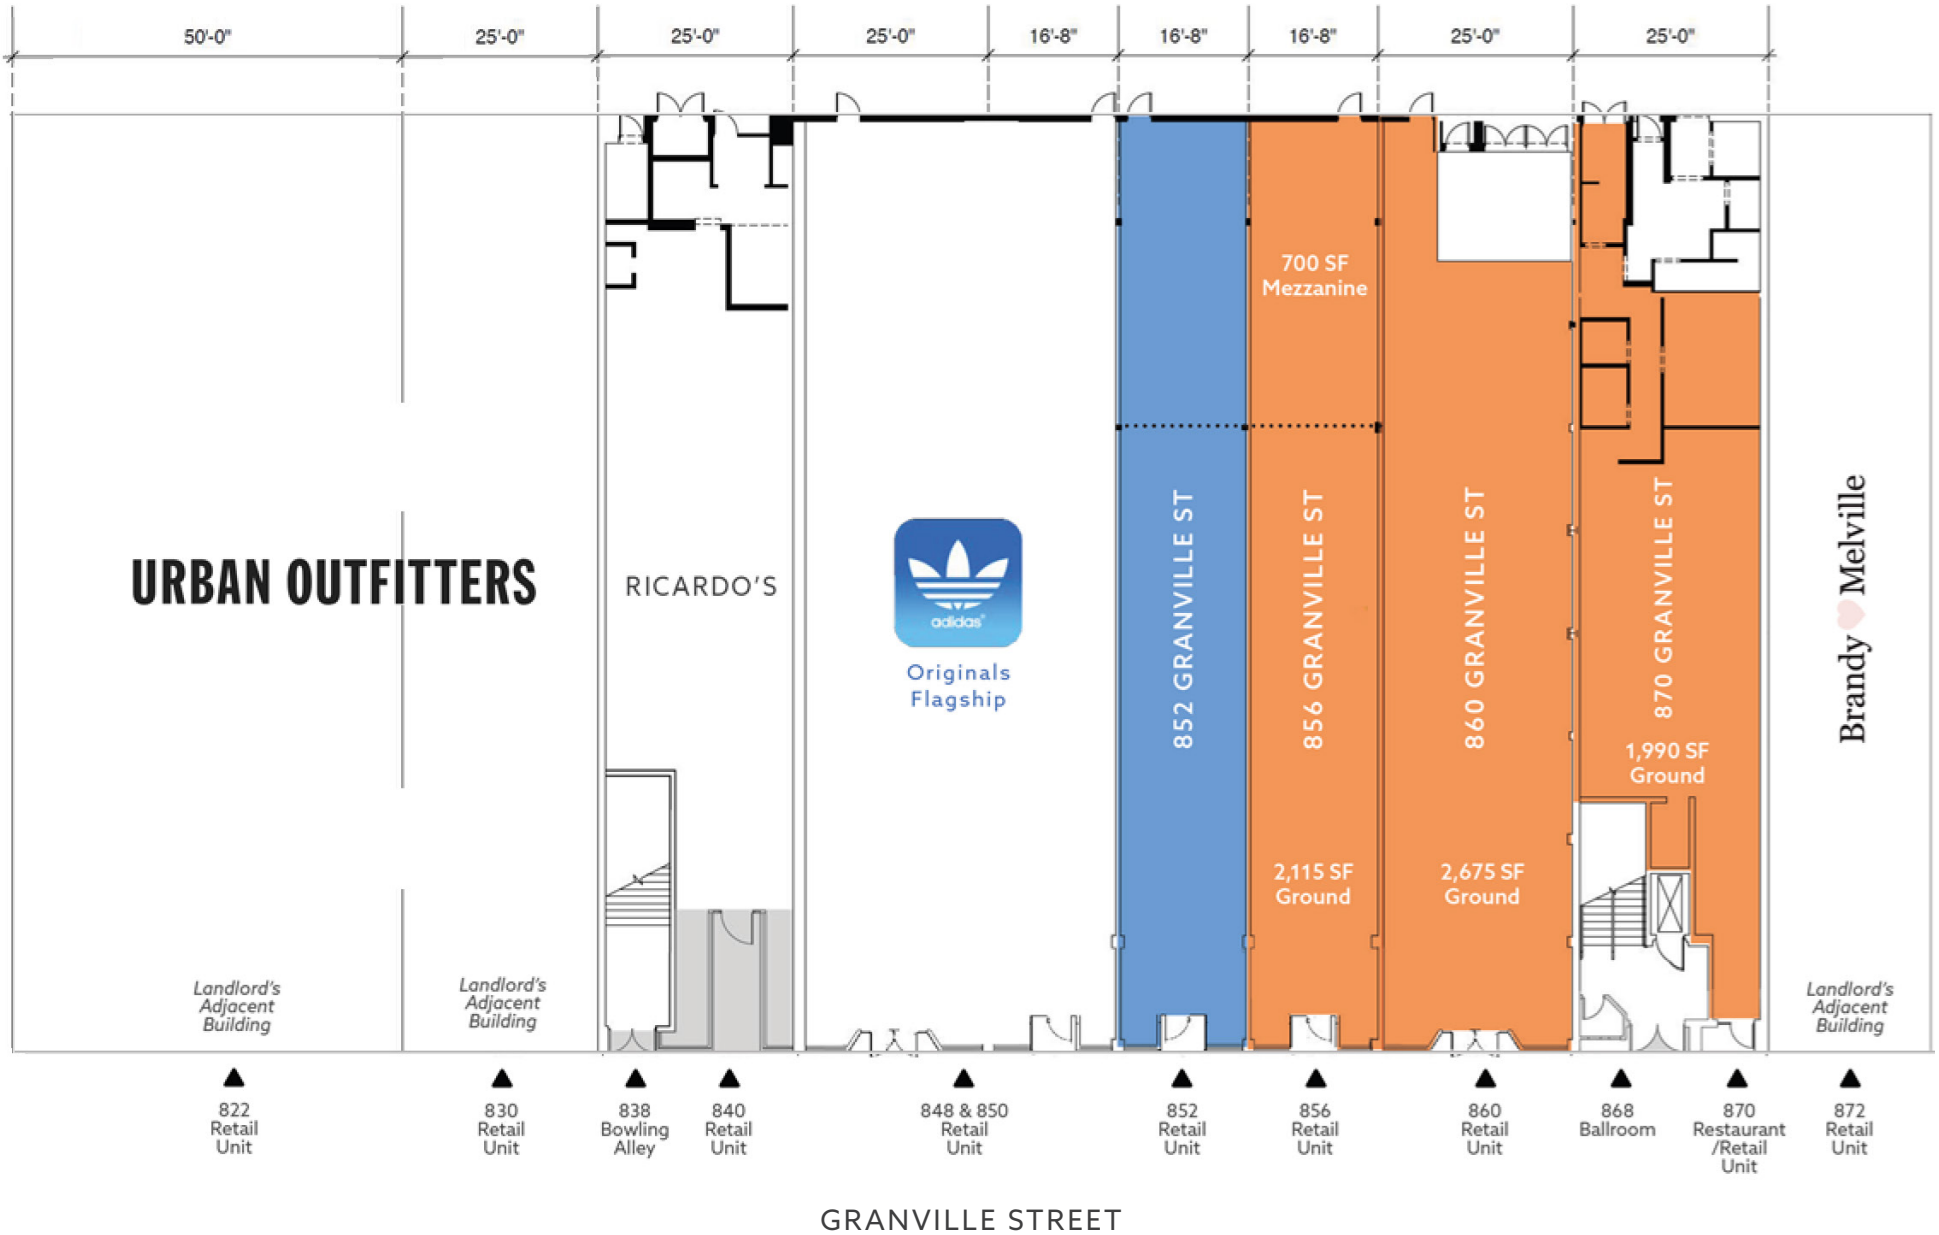 50'-0"
25'-0"
25'-0"
25'-0"
16'-8"
16'-8"
16'-8"
25'-0"
25'-0"
700 SF
Mezzanine
URBAN OUTFITTERS
RICARDO'S
adidas
Originals
Flagship
852 GRANVILLE ST
856 GRANVILLE ST
860 GRANVILLE ST
870 GRANVILLE ST
Brandy Melville
1,990 SF
Ground
2,115 SF
Ground
2,675 SF
Ground
Landlord's
Adjacent
Building
Landlord's
Adjacent
Building
Landlord's
Adjacent
Building
822
Retail
Unit
830
Retail
Unit
838
Bowling
Alley
840
Retail
Unit
848 & 850
Retail
Unit
852
Retail
Unit
856
Retail
Unit
860
Retail
Unit
868
Ballroom
870
Restaurant
/Retail
Unit
872
Retail
Unit
GRANVILLE STREET